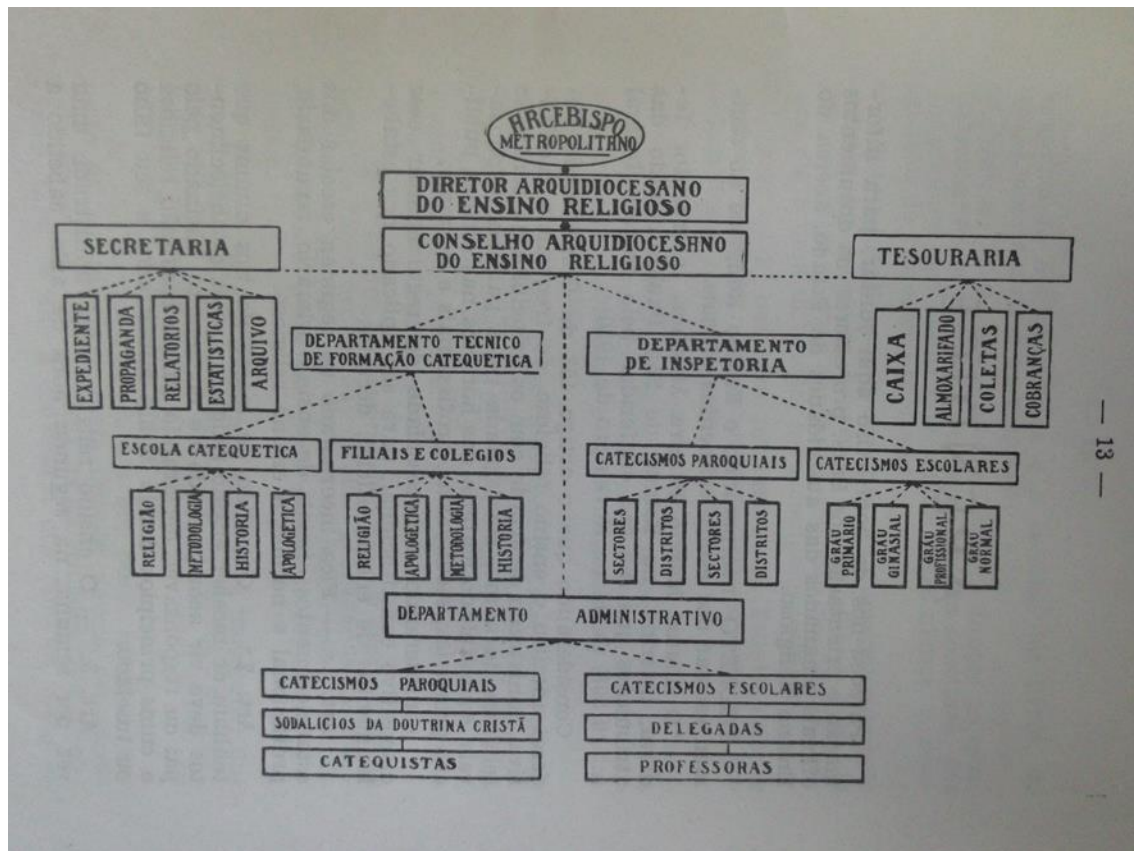 ARCEBISPO
METROPOLITANO
DIRETOR ARQUIDIOCESANO
DO ENSINO RELIGIOSO
CONSELHO ARQUIDIOCESANO
DO ENSINO RELIGIOSO
SECRETARIA
EXPEDIENTE
PROPAGANDA
RELATORIOS
ESTATISTICAS
ARQUIVO
TESOURARIA
CAIXA
ALMOXARIFADO
COLETAS
COBRANÇAS
DEPARTAMENTO TECNICO
DE FORMAÇÃO CATEQUETICA
DEPARTAMENTO
DE INSPETORIA
ESCOLA CATEQUETICA
RELIGIÃO
METODOLOGIA
HISTORIA
APOLOGETICA
FILIAIS E COLEGIOS
RELIGIÃO
APOLOGETICA
METODOLOGIA
HISTORIA
CATECISMOS PAROQUIAIS
SECTORES
DISTRITOS
SECTORES
DISTRITOS
CATECISMOS ESCOLARES
GRÁU
PRIMARIO
GRAU
GINASIAL
GRÁU
PROFISSIONAL
GRÁU
NORMAL
DEPARTAMENTO ADMINISTRATIVO
CATECISMOS PAROQUIAIS
SODALICIOS DA DOUTRINA CRISTÃ
CATEQUISTAS
CATECISMOS ESCOLARES
DELEGADAS
PROFESSORAS
— 13 —